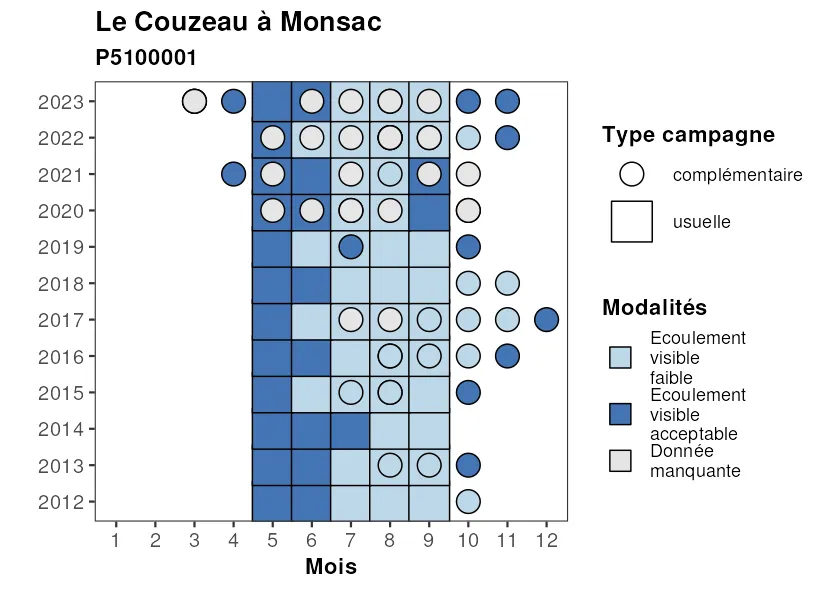 Le Couzeau à Monsac
P5100001
2023
2022
2021
2020
2019
2018
2017
2016
2015
2014
2013
2012
1 2 3 4 5 6 7 8 9 10 11 12
Mois
Type campagne
complémentaire
usuelle
Modalités
Ecoulement
visible
faible
Ecoulement
visible
acceptable
Donnée
manquante